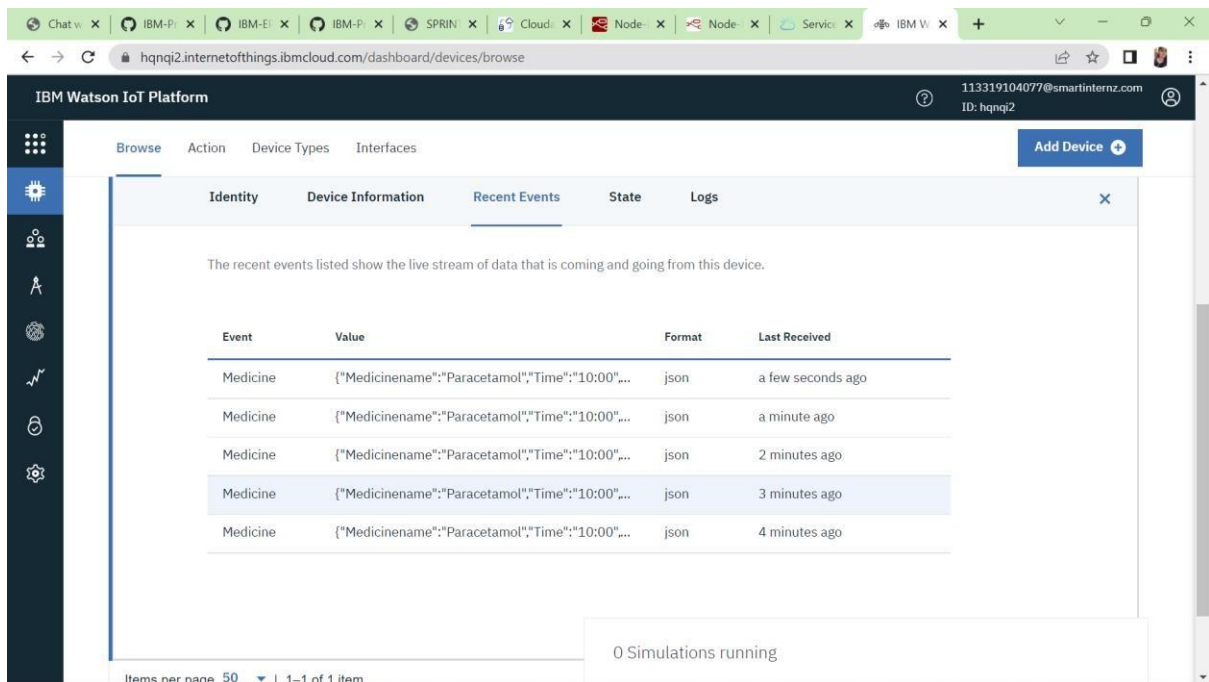 Chat w IBM-Pr IBM-El IBM-Pr SPRIN Cloud Node- Node- Service IBM W
hqnqi2.internetofthings.ibmcloud.com/dashboard/devices/browse
IBM Watson IoT Platform
113319104077@smartinternz.com
ID: hqnqi2
Browse Action Device Types Interfaces Add Device
Identity Device Information Recent Events State Logs
The recent events listed show the live stream of data that is coming and going from this device.
Event Value Format Last Received
Medicine {"Medicinename":"Paracetamol","Time":"10:00",... json a few seconds ago
Medicine {"Medicinename":"Paracetamol","Time":"10:00",... json a minute ago
Medicine {"Medicinename":"Paracetamol","Time":"10:00",... json 2 minutes ago
Medicine {"Medicinename":"Paracetamol","Time":"10:00",... json 3 minutes ago
Medicine {"Medicinename":"Paracetamol","Time":"10:00",... json 4 minutes ago
0 Simulations running
Items per page 50 | 1–1 of 1 item